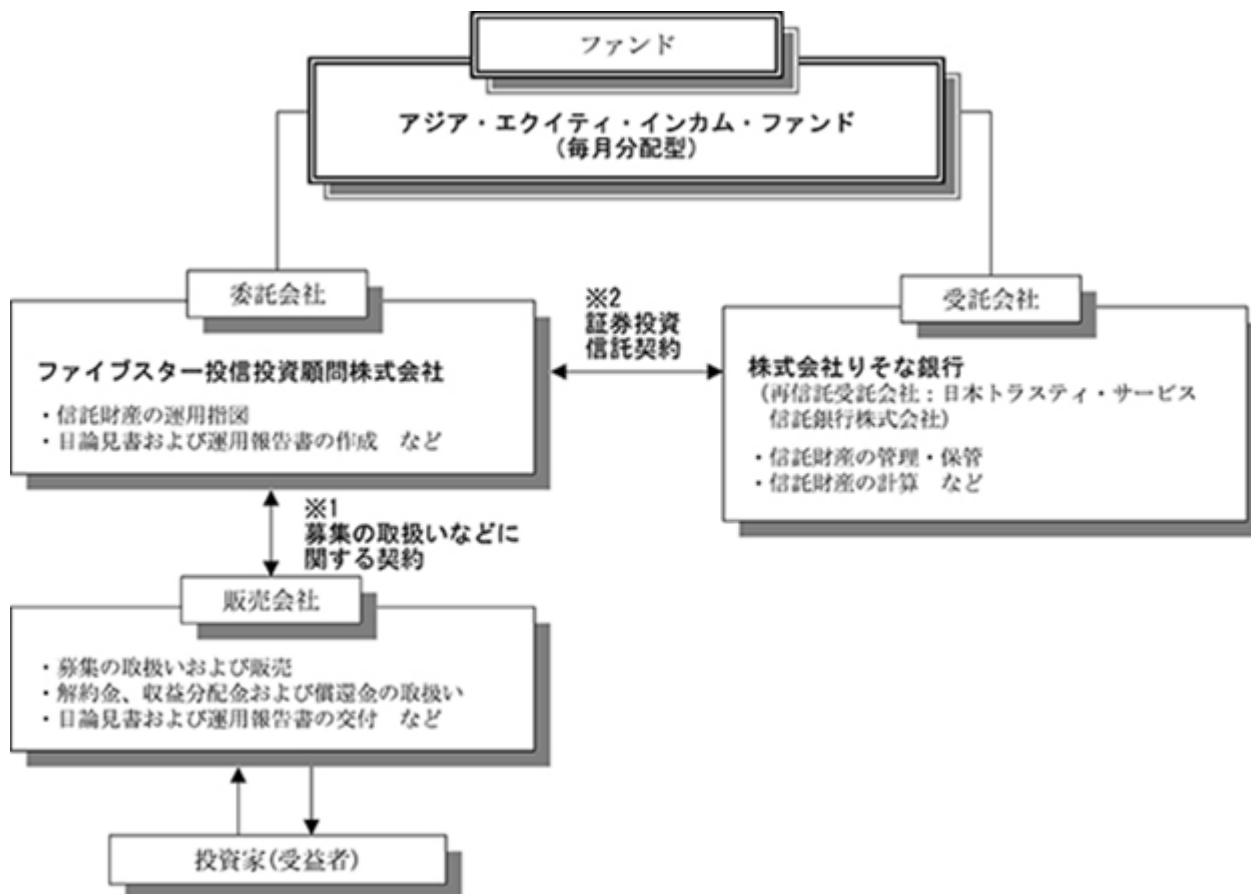 ファンド
アジア・エクイティ・インカム・ファンド
(毎月分配型)
委託会社
ファイブスター投信投資顧問株式会社
・信託財産の運用指図
・目論見書および運用報告書の作成 など
※2
証券投資
信託契約
受託会社
株式会社りそな銀行
(再信託受託会社:日本トラスティ・サービス
信託銀行株式会社)
・信託財産の管理・保管
・信託財産の計算 など
※1
募集の取扱いなどに
関する契約
販売会社
・募集の取扱いおよび販売
・解約金、収益分配金および償還金の取扱い
・目論見書および運用報告書の交付 など
投資家(受益者)